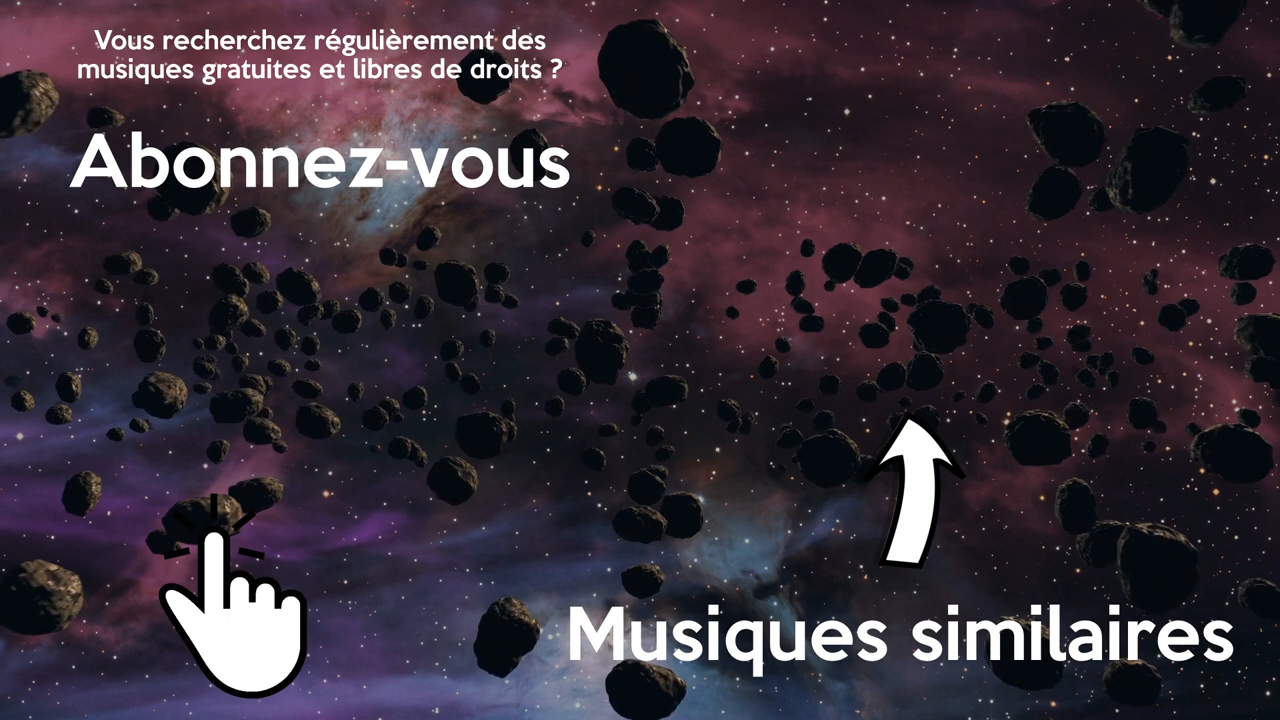 Vous recherchez régulièrement des
musiques gratuites et libres de droits ?
Abonnez-vous
Musiques similaires